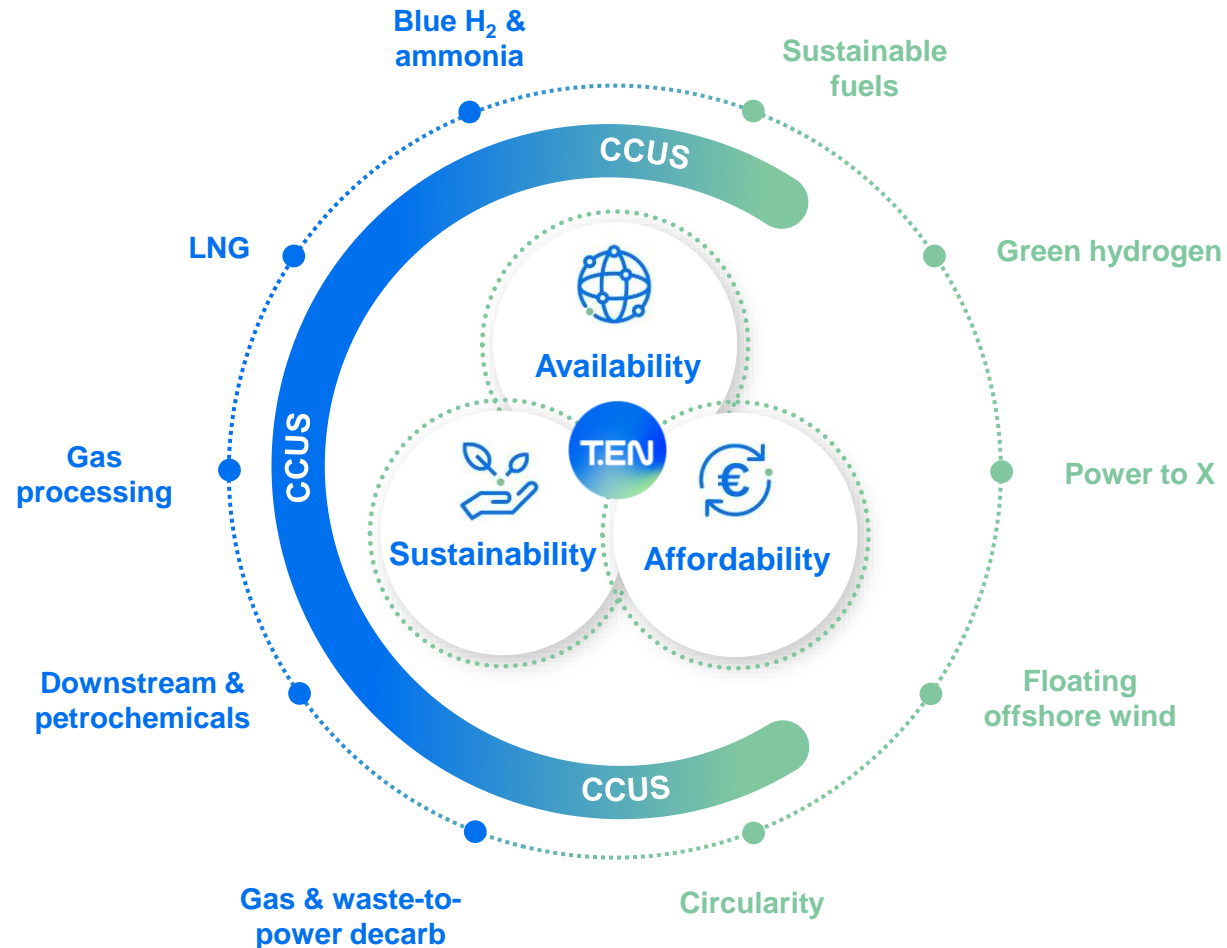 Blue H₂ &
ammonia
Sustainable
fuels
CCUS
LNG
Green hydrogen
Availability
T.EN
CCUS
Gas
processing
Power to X
€
Sustainability
Affordability
Downstream &
petrochemicals
Floating
offshore wind
CCUS
Gas & waste-to-
power decarb
Circularity